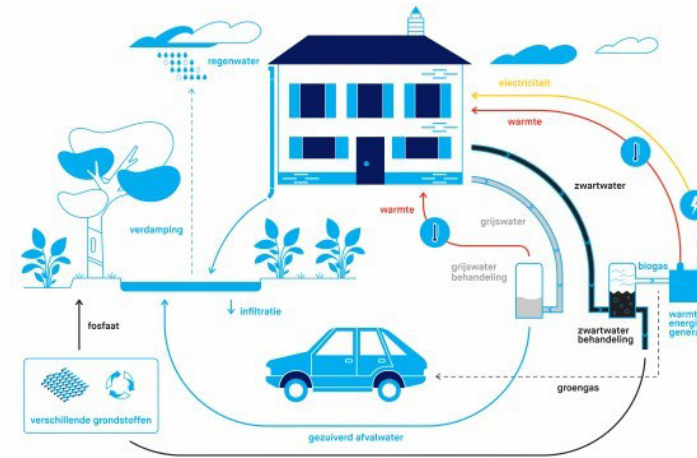 regenwater
electriciteit
warmte
zwartwater
warmte
grijswater
verdamping
grijswater
behandeling
biogas
infiltratie
fosfaat
zwartwater
behandeling
groengas
verschillende grondstoffen
gezuiverd afvalwater